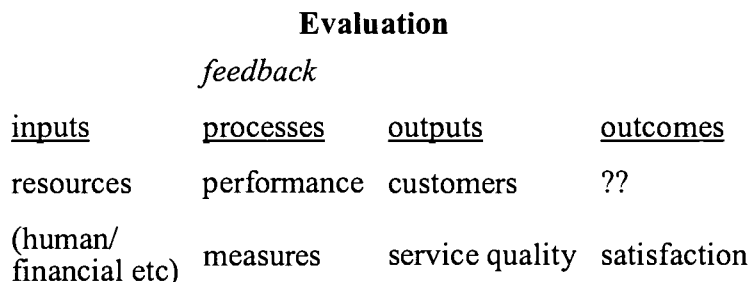 Evaluation
feedback
inputs processes outputs outcomes
resources performance customers ??
(human/
financial etc) measures service quality satisfaction